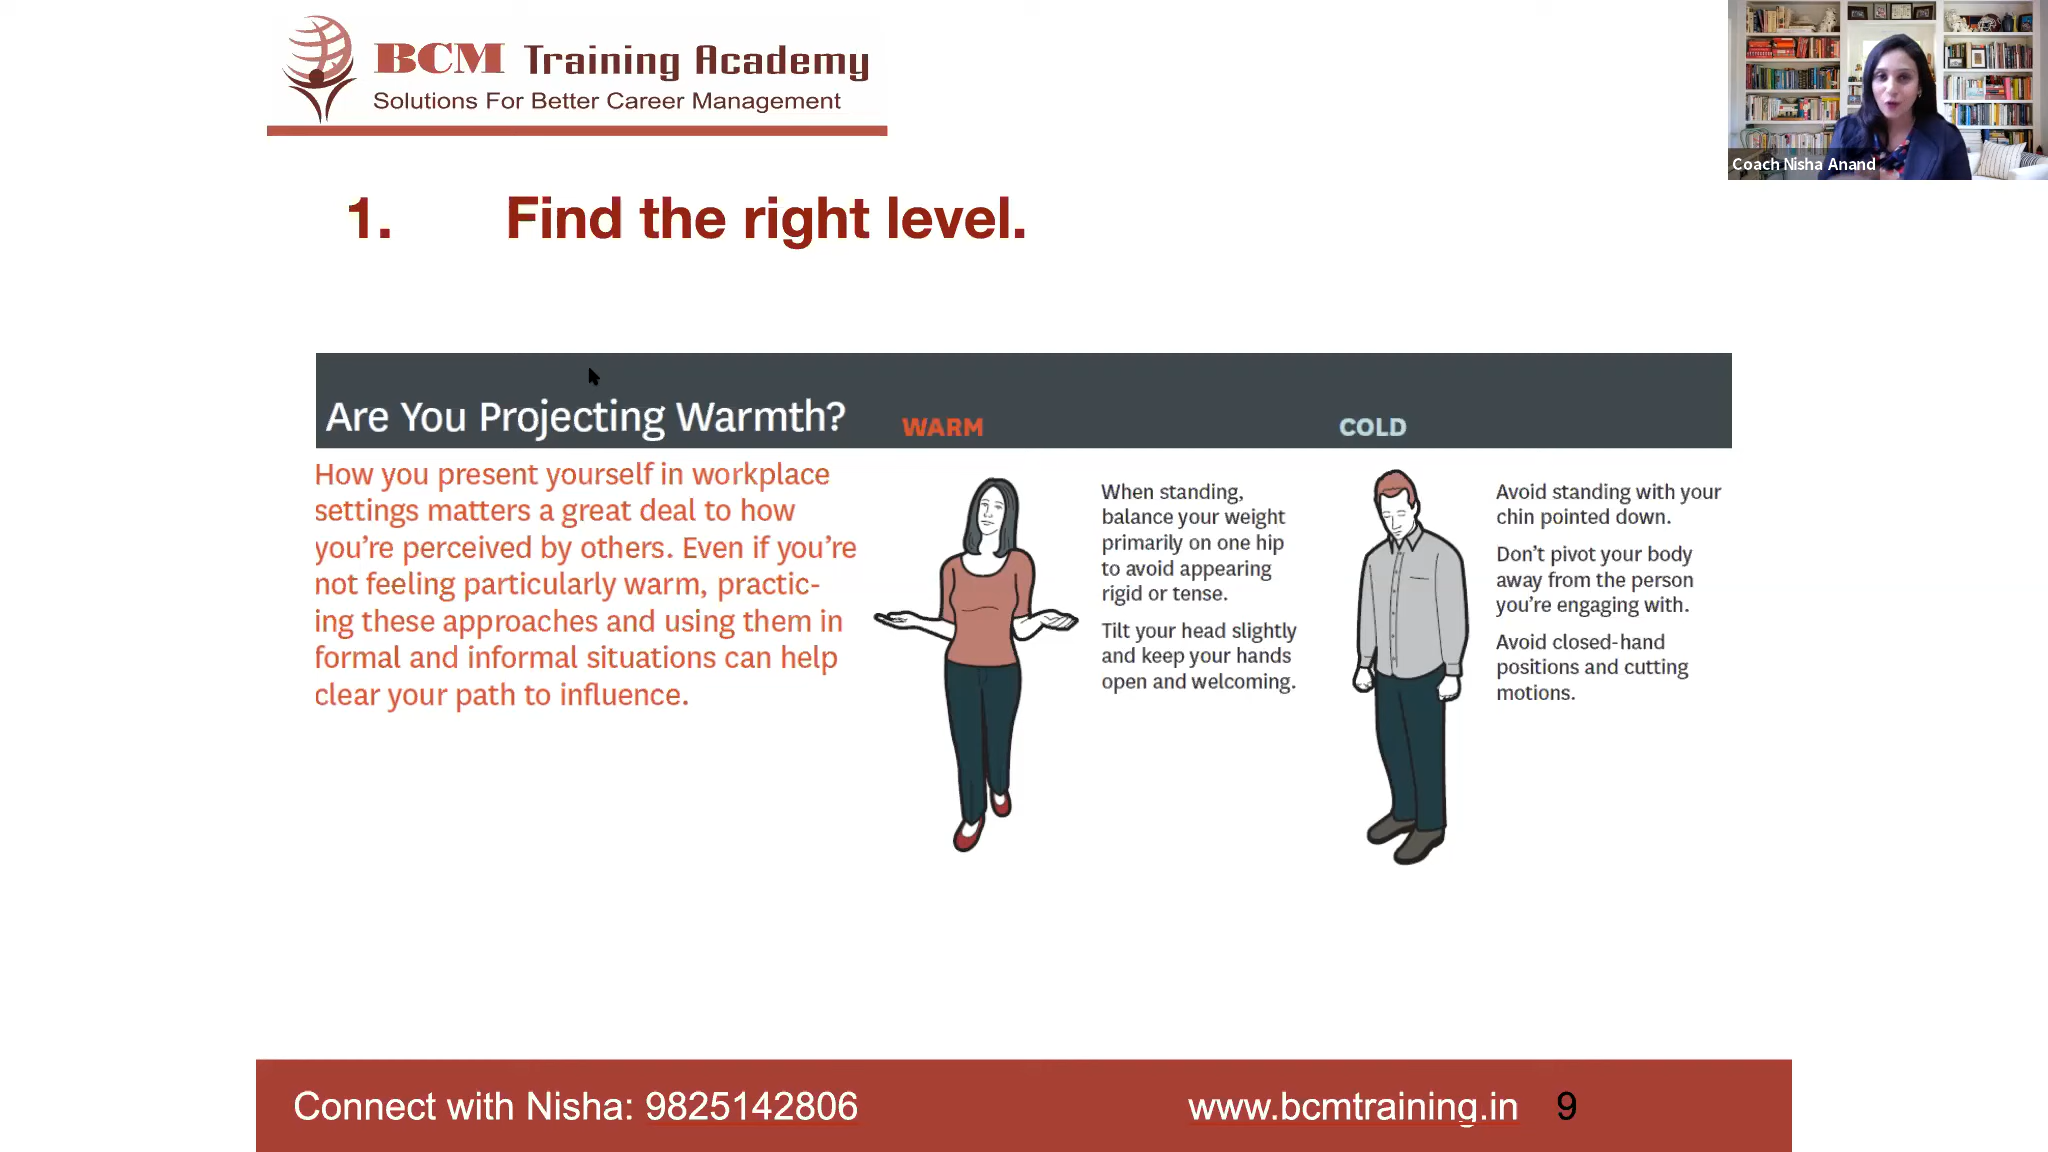 BCM Training Academy
Solutions For Better Career Management
Coach Nisha Anand
1. Find the right level.
Are You Projecting Warmth?
WARM
COLD
How you present yourself in workplace
settings matters a great deal to how
you're perceived by others. Even if you're
not feeling particularly warm, practic-
ing these approaches and using them in
formal and informal situations can help
clear your path to influence.
When standing,
balance your weight
primarily on one hip
to avoid appearing
rigid or tense.
Tilt your head slightly
and keep your hands
open and welcoming.
Avoid standing with your
chin pointed down.
Don't pivot your body
away from the person
you're engaging with.
Avoid closed-hand
positions and cutting
motions.
Connect with Nisha: 9825142806
www.bcmtraining.in 9